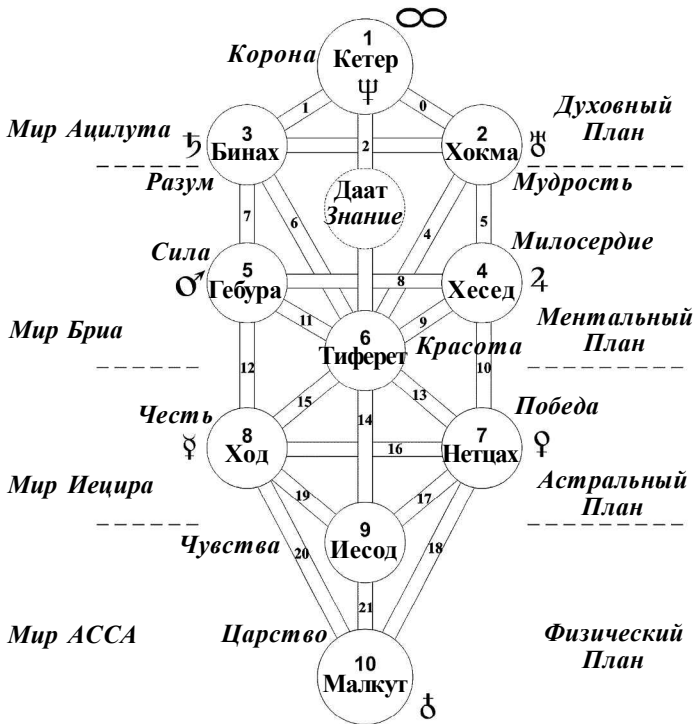 ∞
1
Корона Кетер
♆
1 0
Мир Ацилута ♄ 3 Бинах 2 2 Хокма ♅ Духовный План
Разум Даат Знание Мудрость
7 6 4 5
Сила Милосердие
♂ 5 Гебура 8 4 Хесед ♃
11 9
Мир Бриа 6 Тиферет Красота Ментальный План
12 10
15 14 13
Честь Победа
☿ 8 Ход 16 7 Нетцах ♀
Мир Иецира 19 17 Астральный План
Чувства 9 Иесод
20 18
21
Мир АССА Царство Физический План
10
Малкут ♁